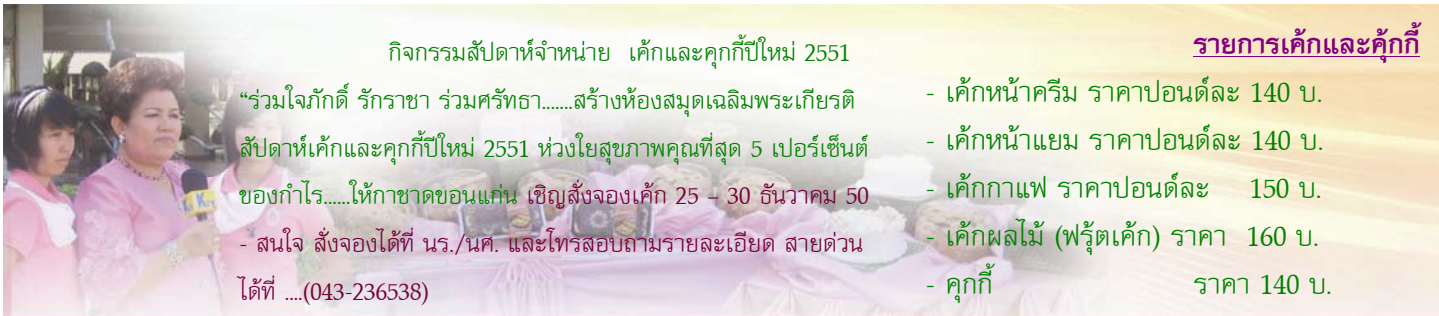 กิจกรรมสัปดาห์จำหน่าย เค้กและคุกกี้ปีใหม่ 2551
“ร่วมใจภักดิ์ รักราชา ร่วมศรัทธา.......สร้างห้องสมุดเฉลิมพระเกียรติ
สัปดาห์เค้กและคุกกี้ปีใหม่ 2551 ห่วงใยสุขภาพคุณที่สุด 5 เปอร์เซ็นต์
ของกำไร......ให้กาชาดขอนแก่น เชิญสั่งจองเค้ก 25 – 30 ธันวาคม 50
- สนใจ สั่งจองได้ที่ นร./นศ. และโทรสอบถามรายละเอียด สายด่วน
ได้ที่ ....(043-236538)
รายการเค้กและคุ้กกี้
- เค้กหน้าครีม ราคาปอนด์ละ 140 บ.
- เค้กหน้าแยม ราคาปอนด์ละ 140 บ.
- เค้กกาแฟ ราคาปอนด์ละ 150 บ.
- เค้กผลไม้ (ฟรุ้ตเค้ก) ราคา 160 บ.
- คุกกี้ ราคา 140 บ.